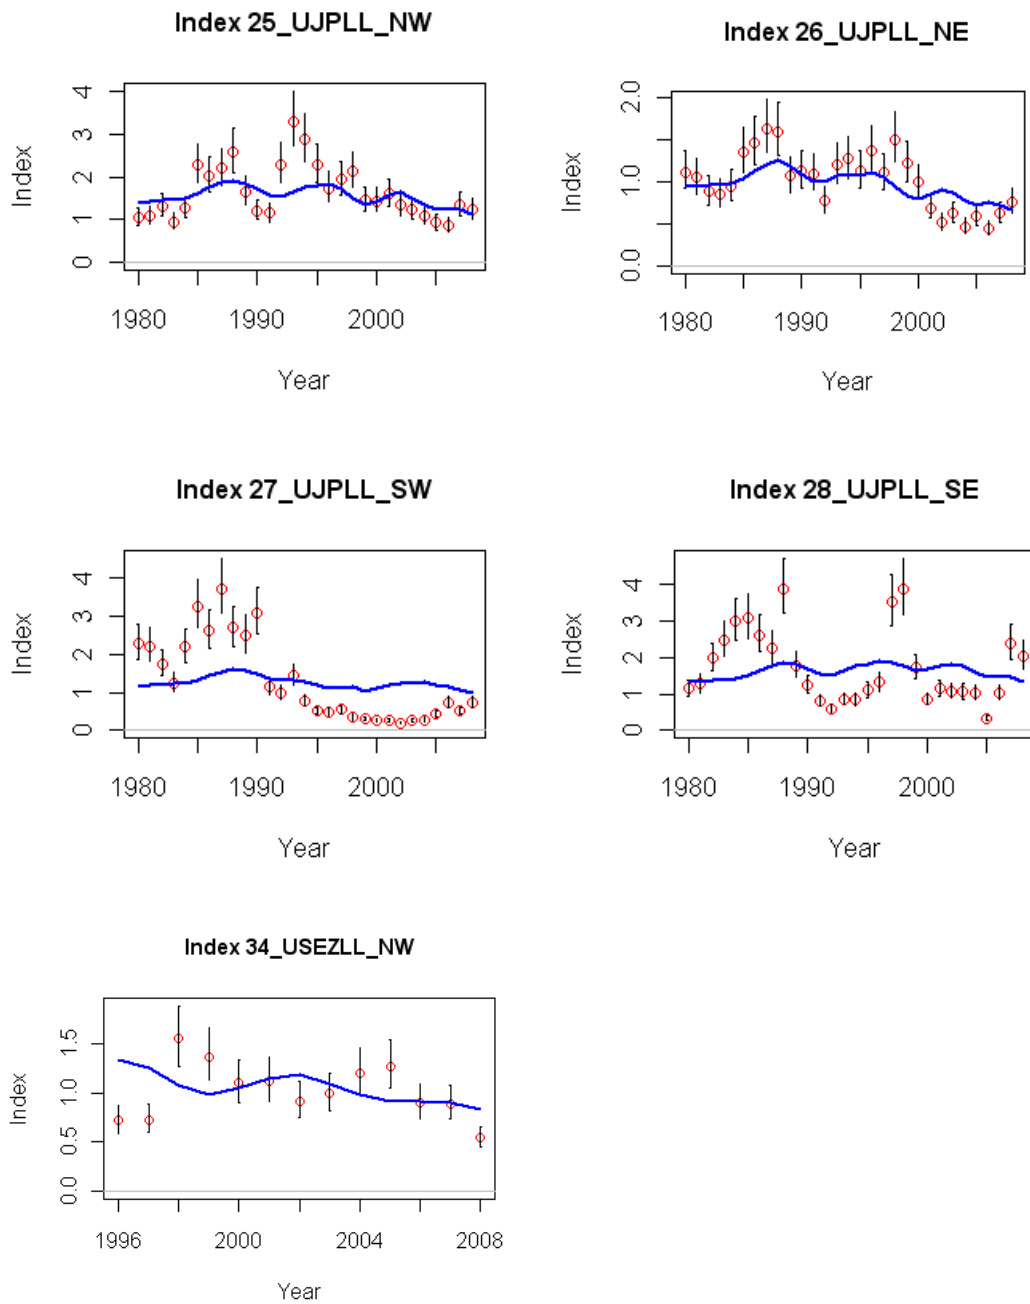 Index 25_UJPLL_NW
Index
4
3
2
1
0
1980 1990 2000
Year
Index 26_UJPLL_NE
Index
2.0
1.0
0.0
1980 1990 2000
Year
Index 27_UJPLL_SW
Index
4
3
2
1
0
1980 1990 2000
Year
Index 28_UJPLL_SE
Index
4
3
2
1
0
1980 1990 2000
Year
Index 34_USEZLL_NW
Index
1.5
1.0
0.5
0.0
1996 2000 2004 2008
Year